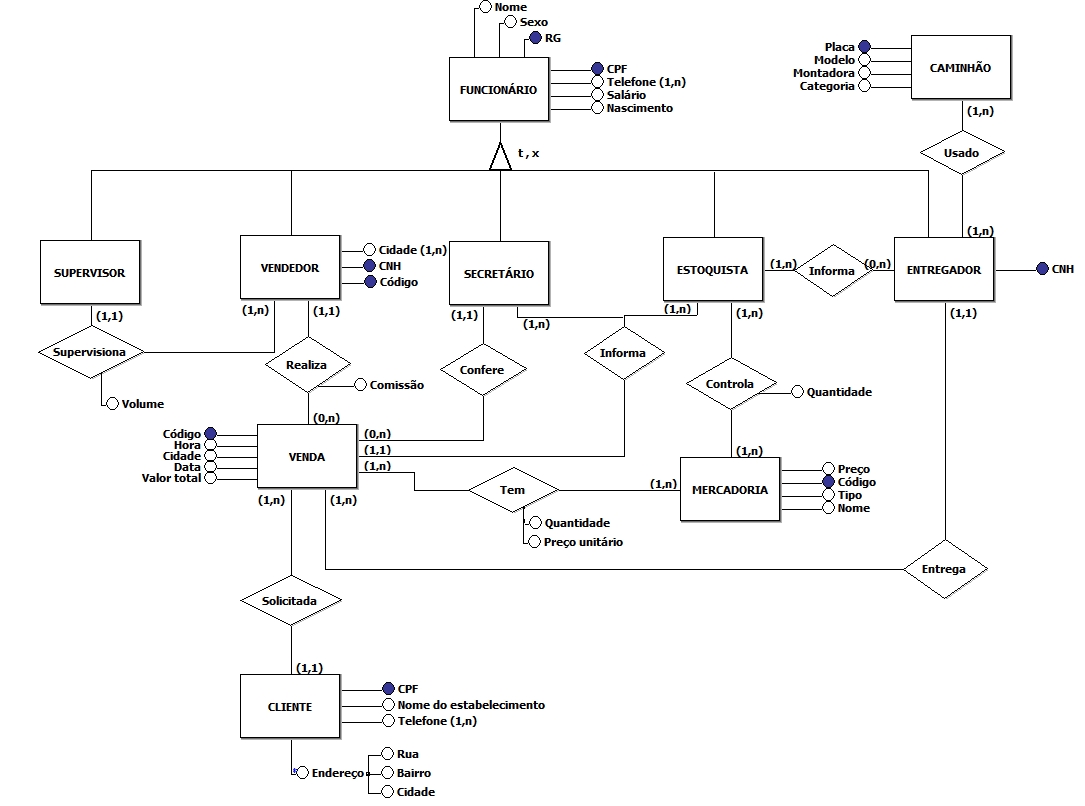 Nome
Sexo
RG
FUNCIONÁRIO
CPF
Telefone (1,n)
Salário
Nascimento
Placa
Modelo
Montadora
Categoria
CAMINHÃO
(1,n)
Usado
(1,n)
t,x
SUPERVISOR
(1,1)
VENDEDOR
Cidade (1,n)
CNH
Código
(1,n)
(1,1)
SECRETÁRIO
(1,1)
(1,n)
ESTOQUISTA
(1,n)
(1,n)
(1,n)
Informa
(0,n)
ENTREGADOR
CNH
(1,1)
Supervisiona
Volume
Realiza
Comissão
Confere
Informa
Controla
Quantidade
(0,n)
Código
Hora
Cidade
Data
Valor total
VENDA
(0,n)
(1,1)
(1,n)
(1,n)
(1,n)
Tem
Quantidade
Preço unitário
(1,n)
(1,n)
MERCADORIA
Preço
Código
Tipo
Nome
Entrega
Solicitada
(1,1)
CLIENTE
CPF
Nome do estabelecimento
Telefone (1,n)
Endereço
Rua
Bairro
Cidade